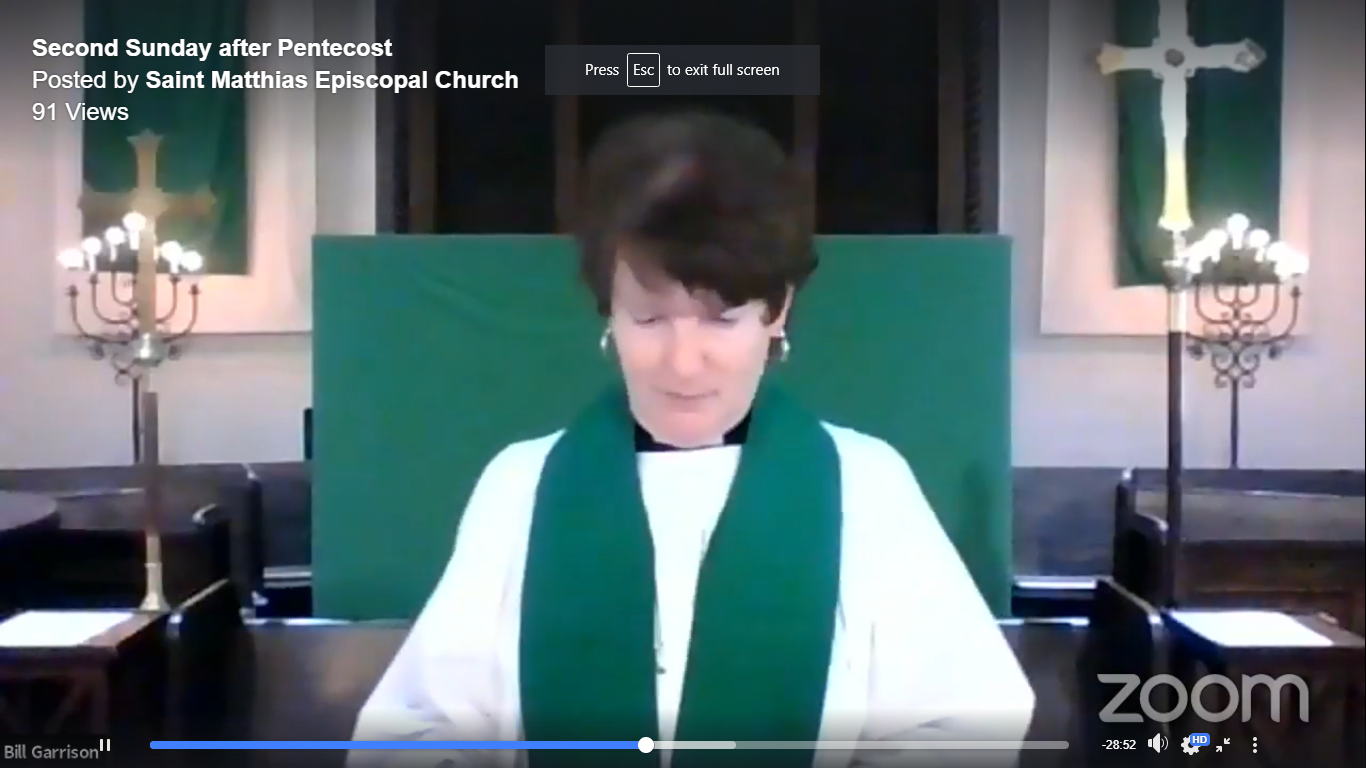 Second Sunday after Pentecost
Posted by Saint Matthias Episcopal Church
91 Views
Press Esc to exit full screen
zoom
Bill Garrison
-28:52
HD